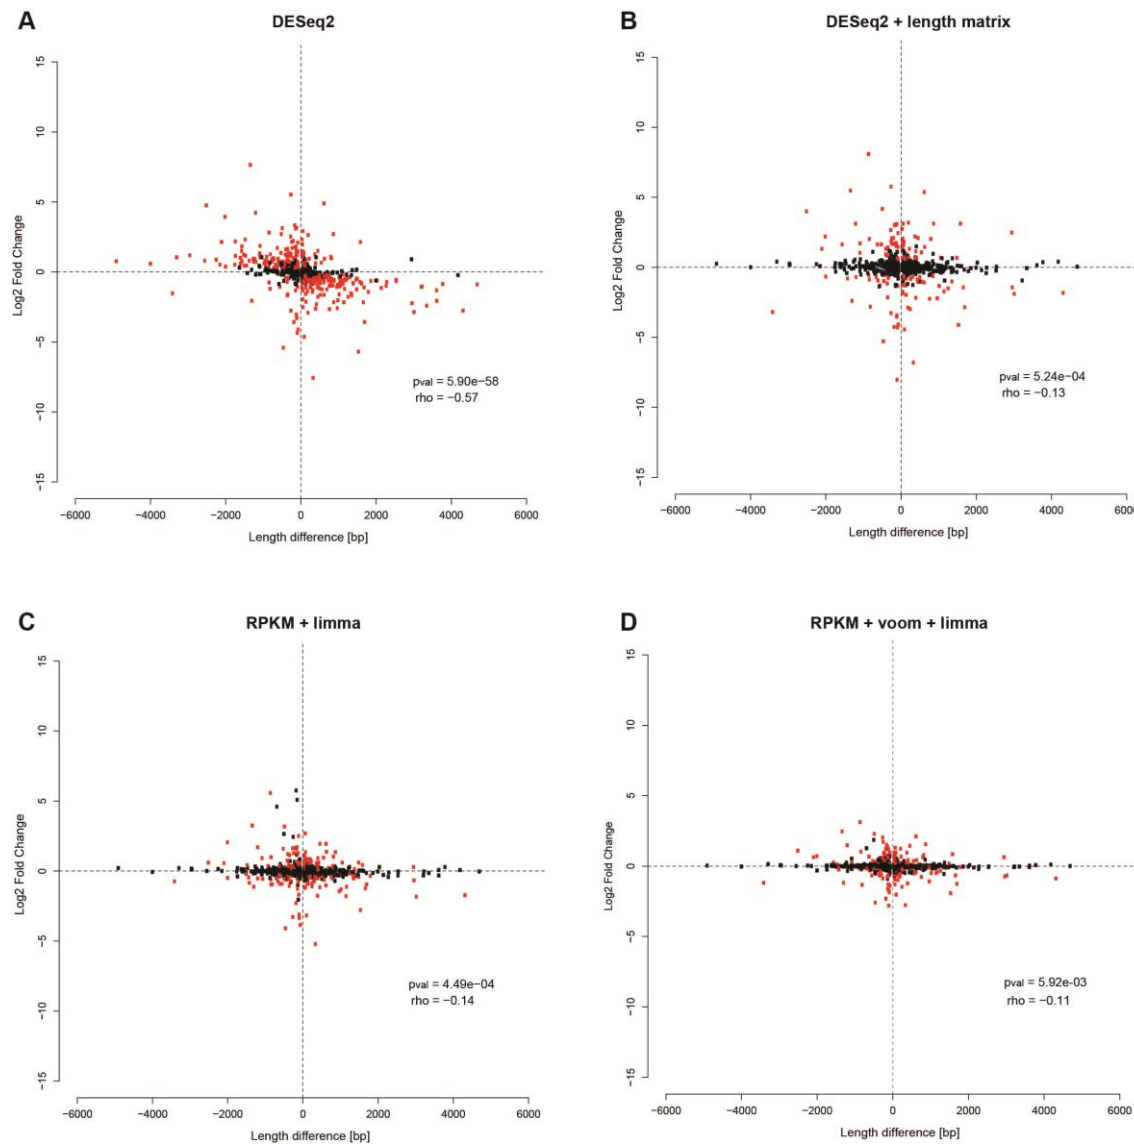 A
DESeq2
15
10
5
0
−5
−10
−15
Log2 Fold Change
pval = 5.90e−58
rho = −0.57
−6000 −4000 −2000 0 2000 4000 6000
Length difference [bp]
B
DESeq2 + length matrix
15
10
5
0
−5
−10
−15
Log2 Fold Change
pval = 5.24e−04
rho = −0.13
−6000 −4000 −2000 0 2000 4000 6000
Length difference [bp]
C
RPKM + limma
15
10
5
0
−5
−10
−15
Log2 Fold Change
pval = 4.49e−04
rho = −0.14
−6000 −4000 −2000 0 2000 4000 6000
Length difference [bp]
D
RPKM + voom + limma
15
10
5
0
−5
−10
−15
Log2 Fold Change
pval = 5.92e-03
rho = −0.11
−6000 −4000 −2000 0 2000 4000 6000
Length difference [bp]